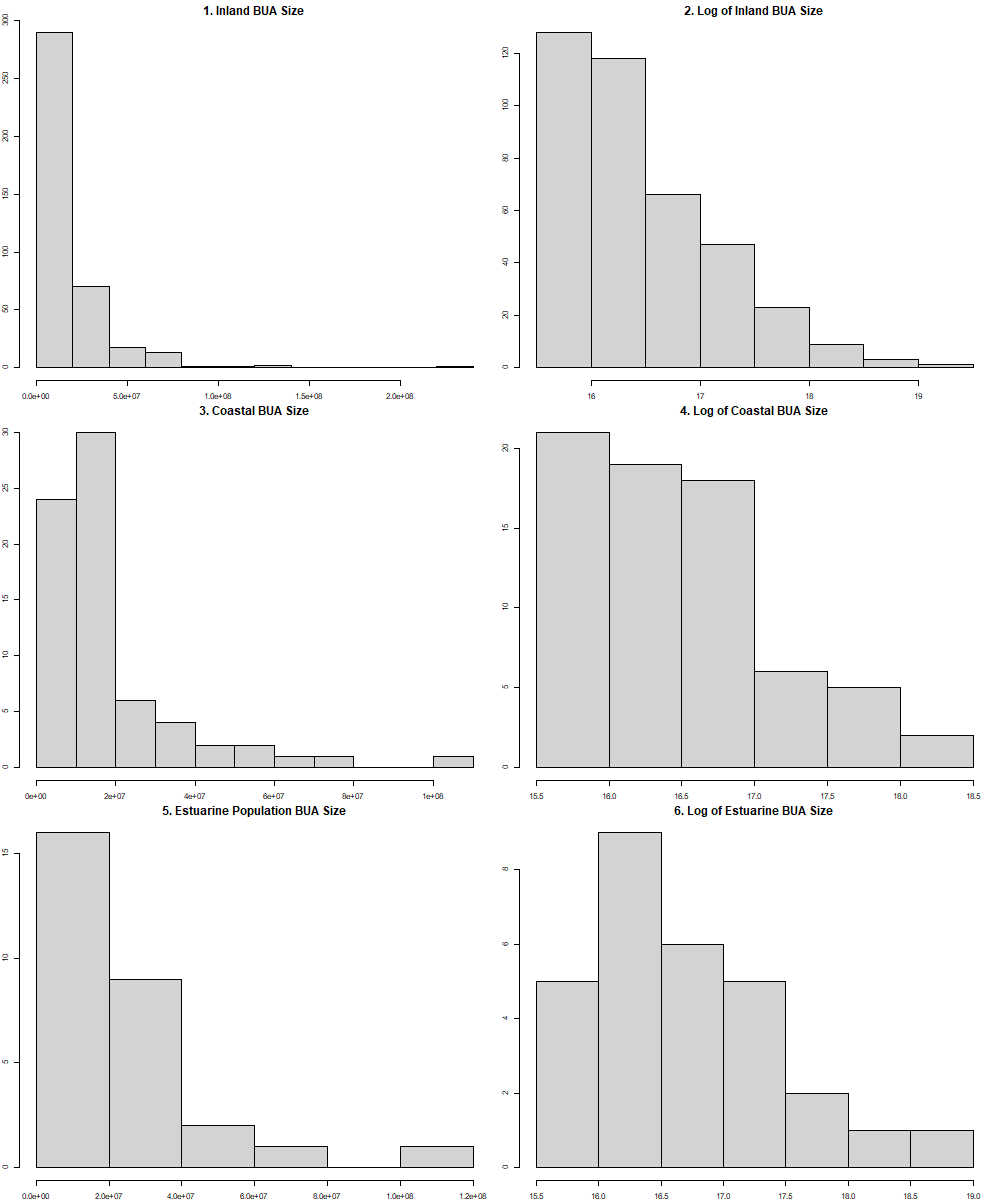 1. Inland BUA Size
300
250
200
150
100
50
0
0.0e+00 5.0e+07 1.0e+08 1.5e+08 2.0e+08
2. Log of Inland BUA Size
120
100
80
60
40
20
0
16 17 18 19
3. Coastal BUA Size
30
25
20
15
10
5
0
0e+00 2e+07 4e+07 6e+07 8e+07 1e+08
4. Log of Coastal BUA Size
20
15
10
5
0
15.5 16.0 16.5 17.0 17.5 18.0 18.5
5. Estuarine Population BUA Size
15
10
5
0
0.0e+00 2.0e+07 4.0e+07 6.0e+07 8.0e+07 1.0e+08 1.2e+08
6. Log of Estuarine BUA Size
8
6
4
2
0
15.5 16.0 16.5 17.0 17.5 18.0 18.5 19.0